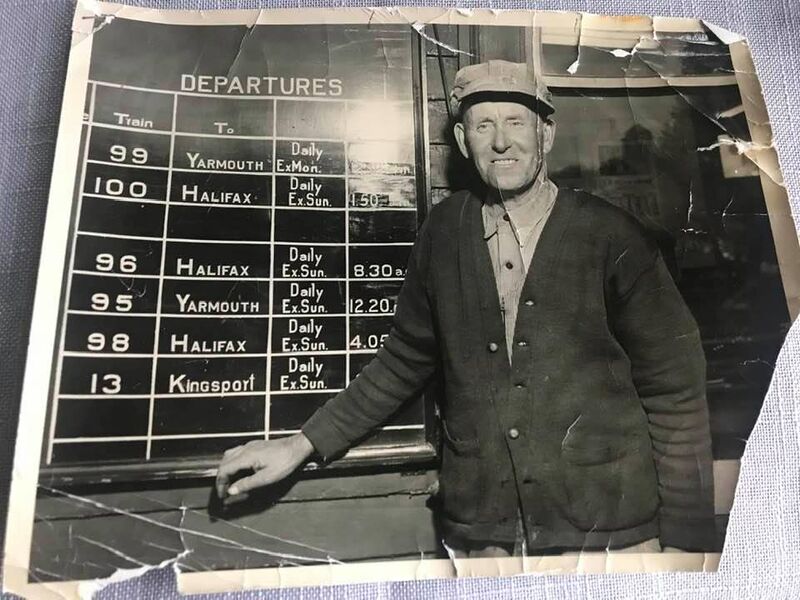 DEPARTURES
Train To
99 YARMOUTH Daily ExMon.
100 HALIFAX Daily Ex.Sun. 1.50
96 HALIFAX Daily Ex.Sun. 8.30 a.
95 YARMOUTH Daily Ex.Sun. 12.20
98 HALIFAX Daily Ex.Sun. 4.05
13 Kingsport Daily Ex.Sun.